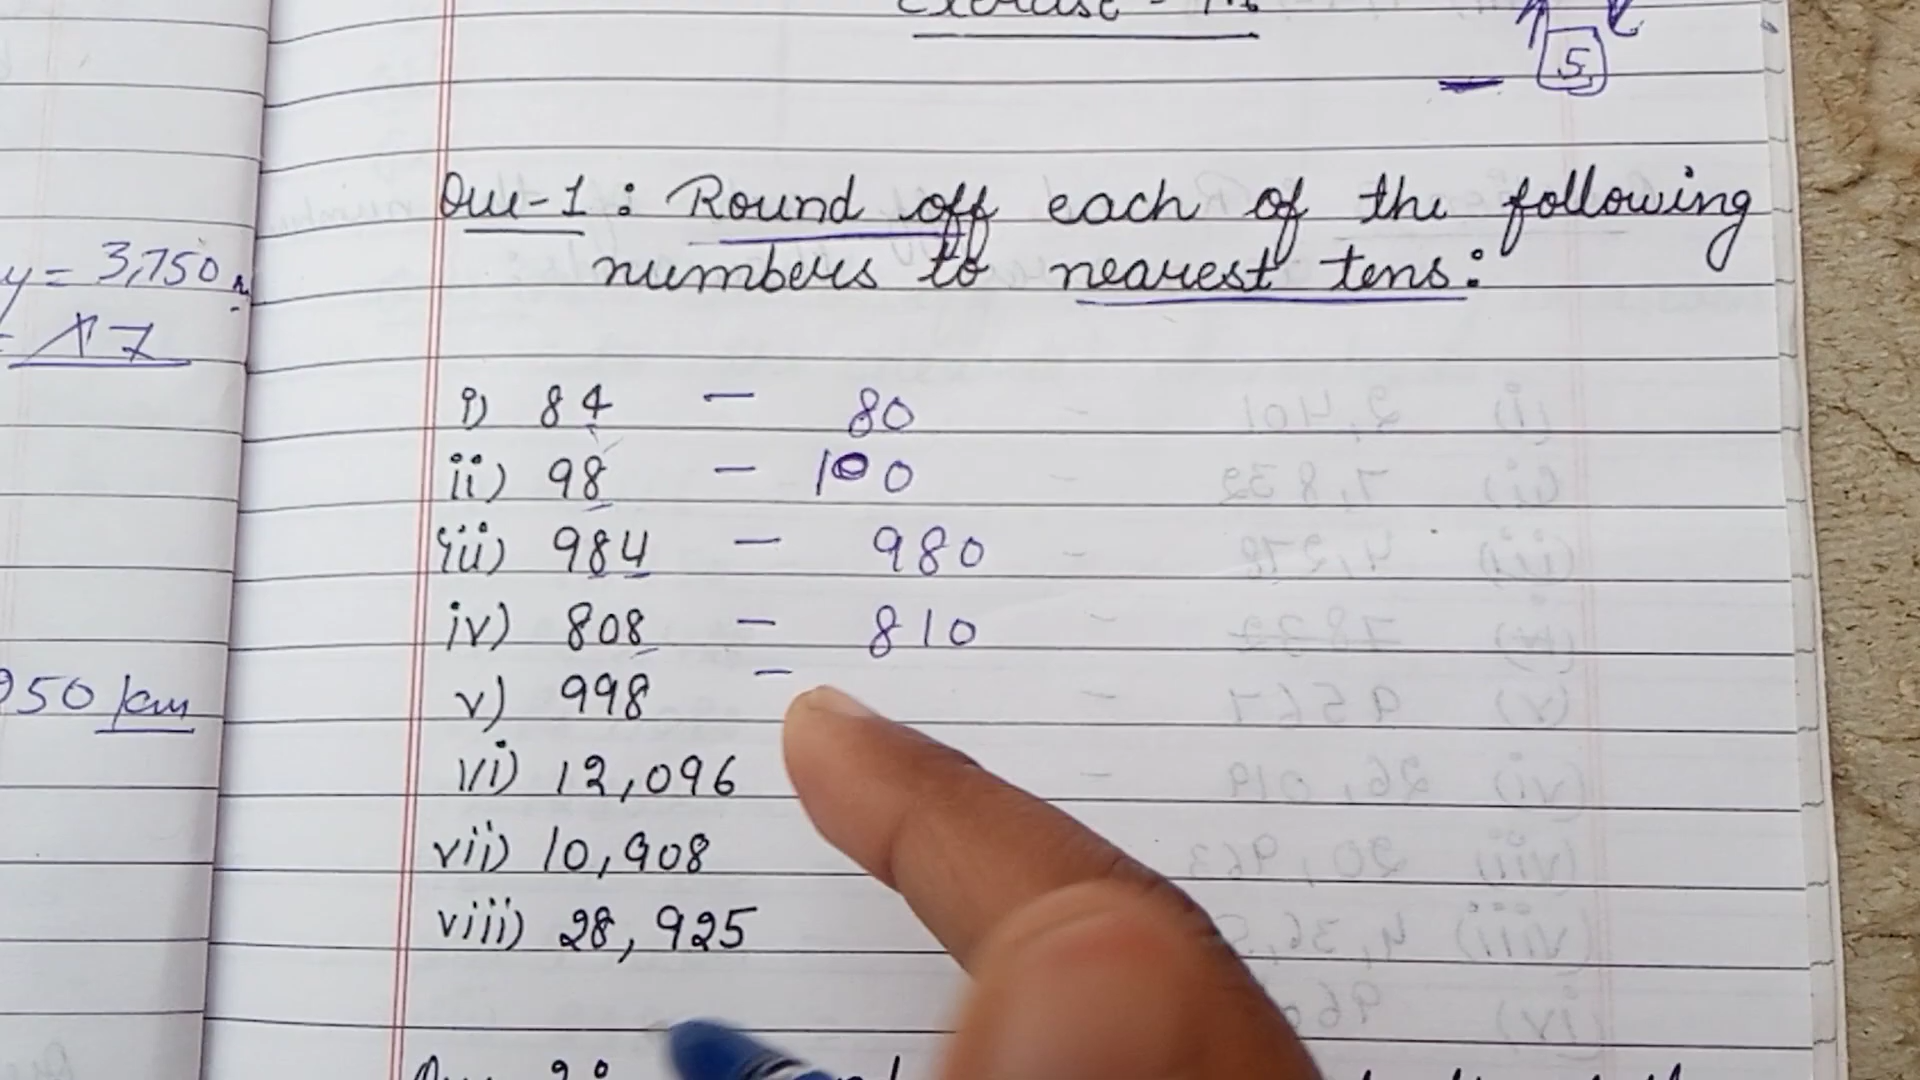 5
Que-1: Round off each of the following
numbers to nearest tens:
y = 3,750
17
i) 84 - 80
ii) 98 - 100
iii) 984 - 980
iv) 808 - 810
950 km
v) 998 -
vi) 12,096
vii) 10,908
viii) 28,925